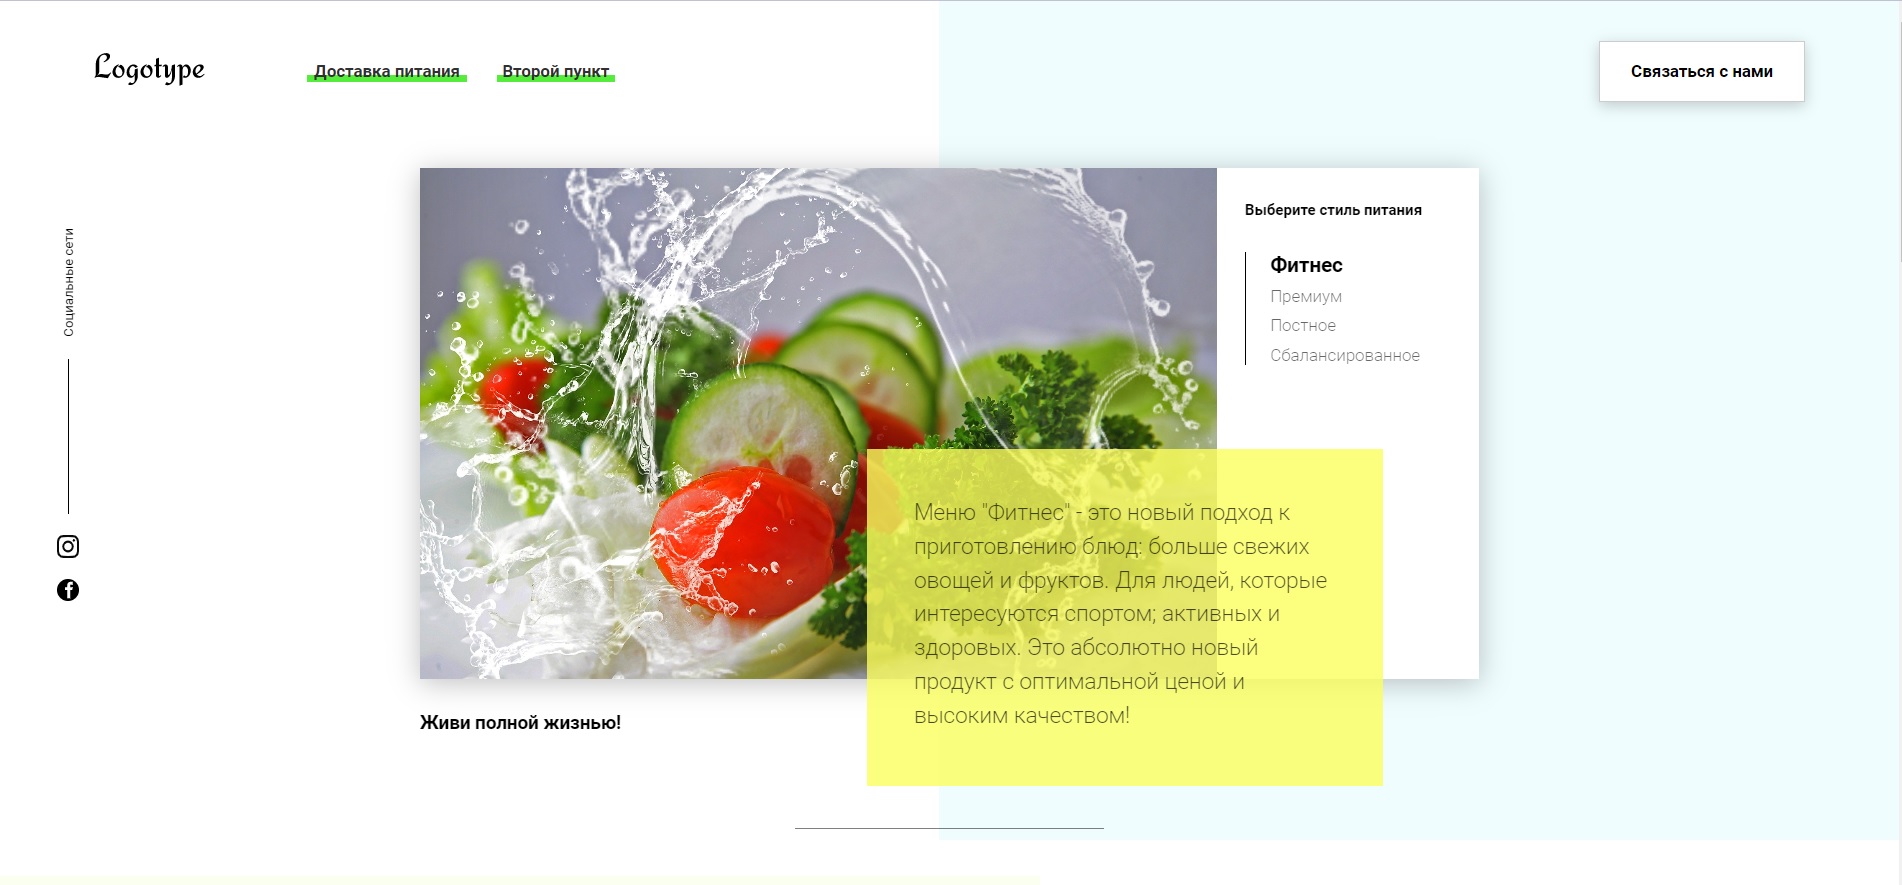 Logotype
Доставка питания
Второй пункт
Связаться с нами
Социальные сети
Выберите стиль питания
Фитнес
Премиум
Постное
Сбалансированное
Меню "Фитнес" - это новый подход к
приготовлению блюд: больше свежих
овощей и фруктов. Для людей, которые
интересуются спортом; активных и
здоровых. Это абсолютно новый
продукт с оптимальной ценой и
высоким качеством!
Живи полной жизнью!